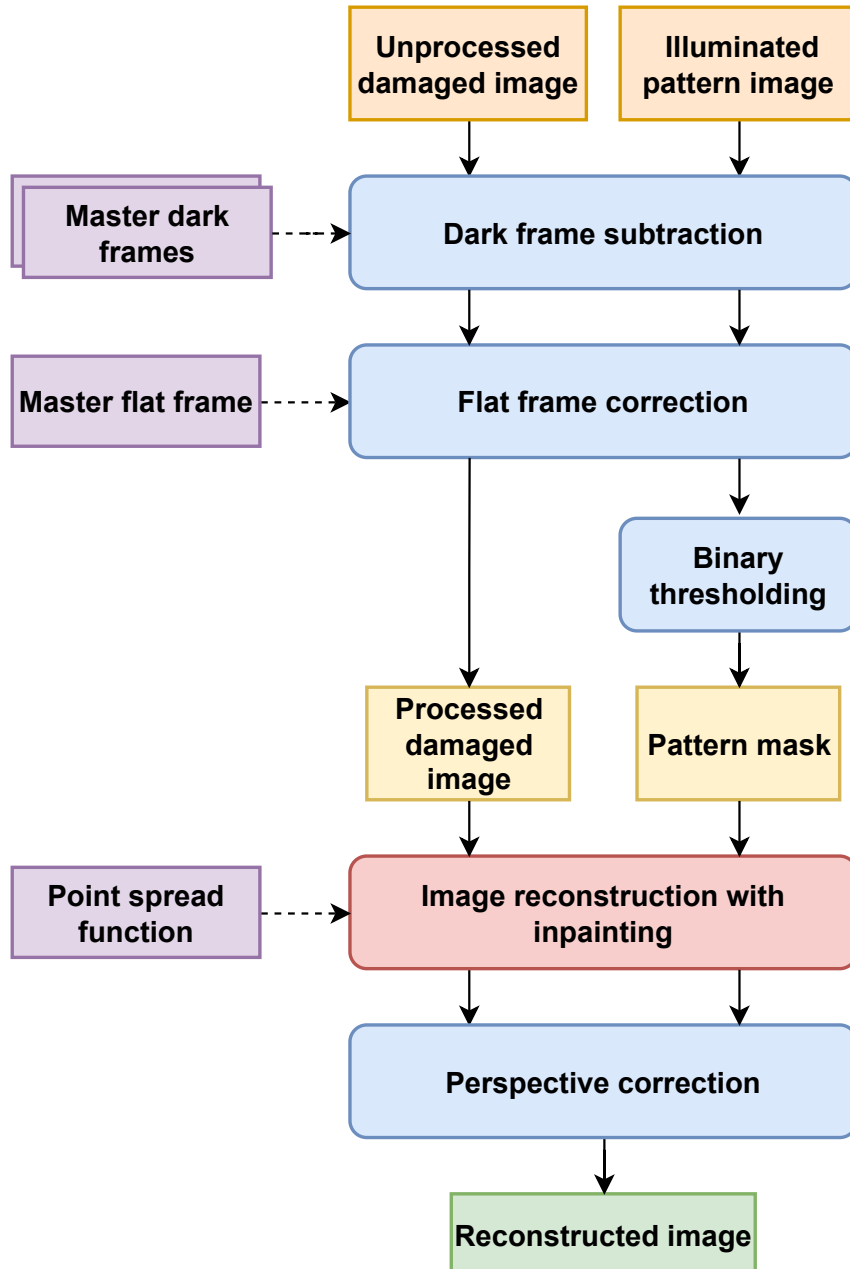 Unprocessed
damaged image
Illuminated
pattern image
Master dark
frames
Dark frame subtraction
Master flat frame
Flat frame correction
Binary
thresholding
Processed
damaged
image
Pattern mask
Point spread
function
Image reconstruction with
inpainting
Perspective correction
Reconstructed image